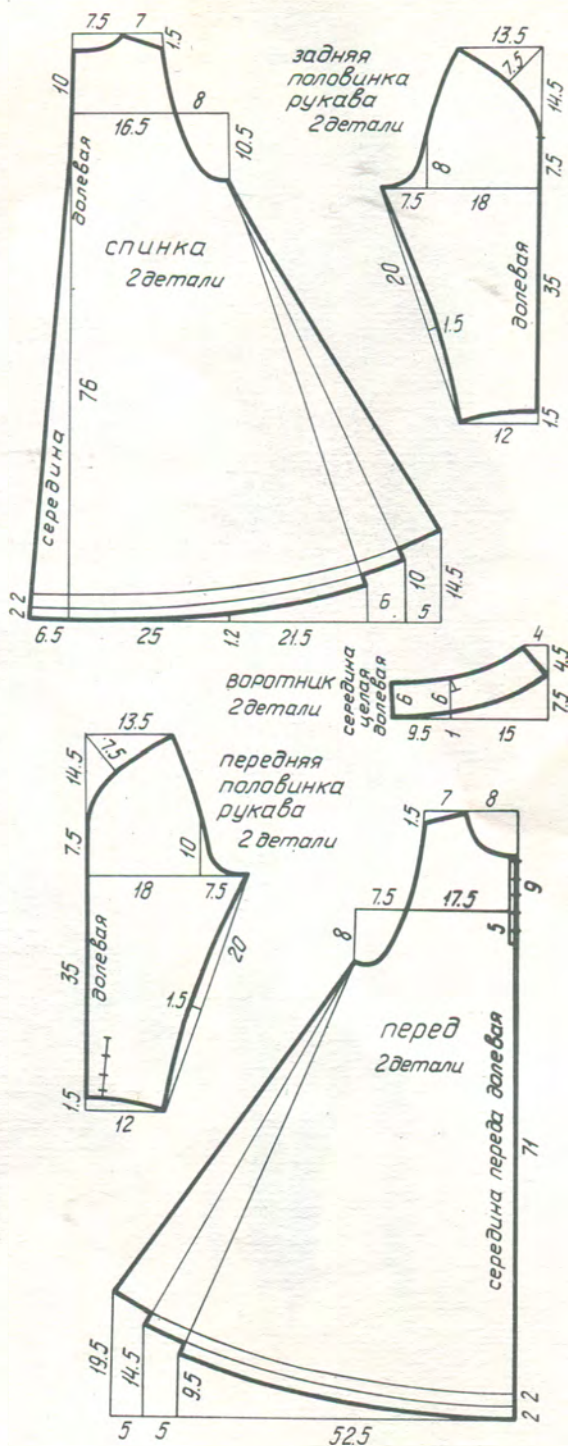 7.5 7 1.5
10
8
16.5
10.5
долевая
спинка
2 детали
76
середина
2 2
6.5 25 1.2 21.5
6 10 5 14.5
задняя
половинка
рукава
2 детали
13.5
7.5
14.5
7.5
8
7.5 18
20
1.5
долевая
35
12
1.5
воротник
2 детали
середина
целая
долевая
6 6
9.5 1 15
4
4.5
7.5
передняя
половинка
рукава
2 детали
13.5
7.5
14.5
7.5
10
18 7.5
долевая
35
20
1.5
1.5
12
перед
2 детали
1.5 7 8
9
7.5 17.5
5
8
середина переда долевая
71
2 2
19.5 14.5 9.5
5 5 52.5